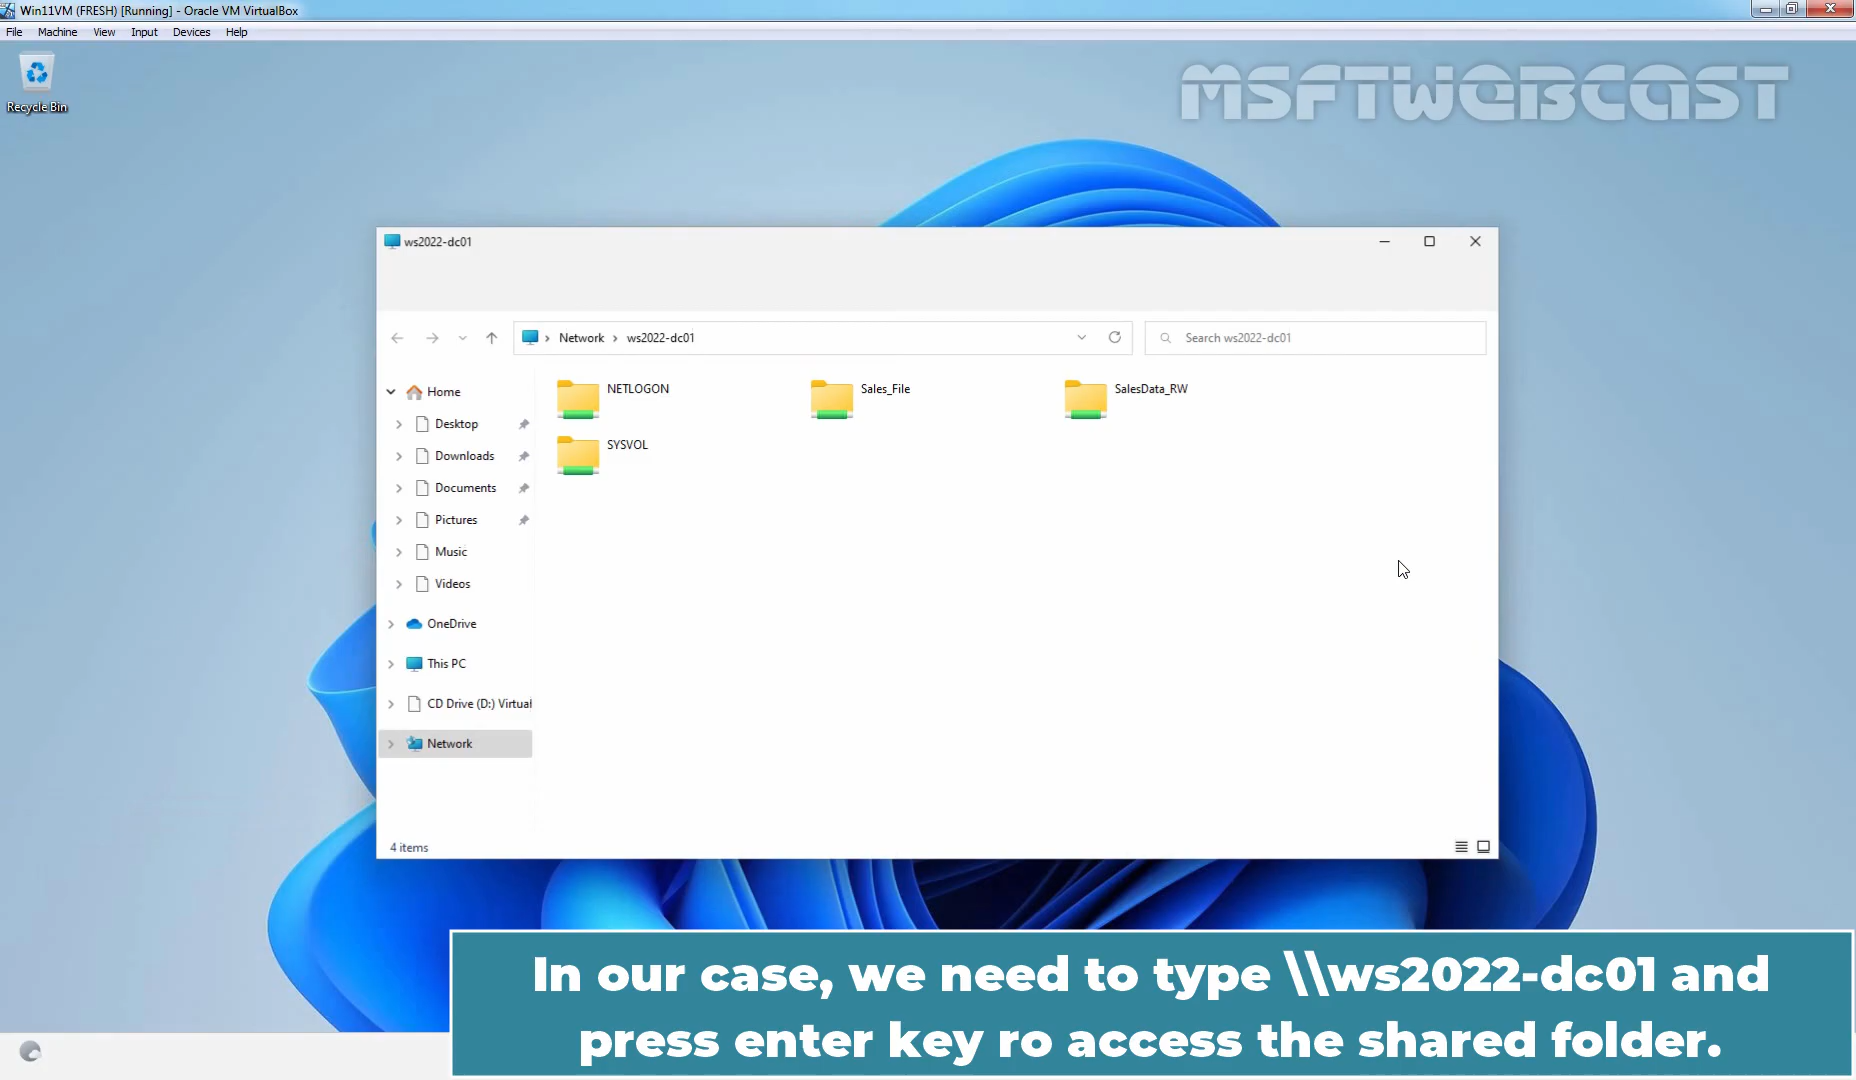 Win11VM (FRESH) [Running] - Oracle VM VirtualBox
File Machine View Input Devices Help
Recycle Bin
MSFTWEBCAST
ws2022-dc01
Network > ws2022-dc01
Search ws2022-dc01
Home
Desktop
Downloads
Documents
Pictures
Music
Videos
OneDrive
This PC
CD Drive (D:) Virtual
Network
NETLOGON
Sales_File
SalesData_RW
SYSVOL
4 items
In our case, we need to type \\ws2022-dc01 and
press enter key ro access the shared folder.